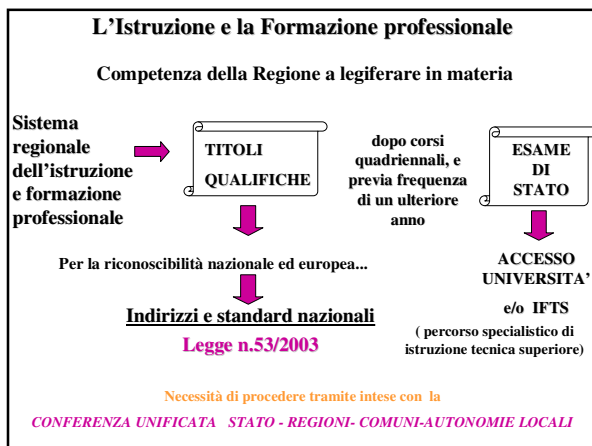 L'Istruzione e la Formazione professionale
Competenza della Regione a legiferare in materia
Sistema
regionale
dell'istruzione
e formazione
professionale
TITOLI
QUALIFICHE
dopo corsi
quadriennali, e
previa frequenza
di un ulteriore
anno
ESAME
DI
STATO
Per la riconoscibilità nazionale ed europea...
Indirizzi e standard nazionali
Legge n.53/2003
ACCESSO
UNIVERSITA'
e/o IFTS
( percorso specialistico di
istruzione tecnica superiore)
Necessità di procedere tramite intese con la
CONFERENZA UNIFICATA STATO - REGIONI- COMUNI-AUTONOMIE LOCALI